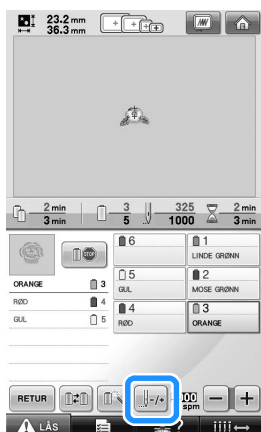 23.2 mm
36.3 mm
2 min
3 min
3
5
325
1000
2 min
3 min
STOP
ORANGE 3
RØD 4
GUL 5
6
1
LINDE GRØNN
5
GUL
2
MOSE GRØNN
4
RØD
3
ORANGE
RETUR
-/+
spm
- +
LÅS
?